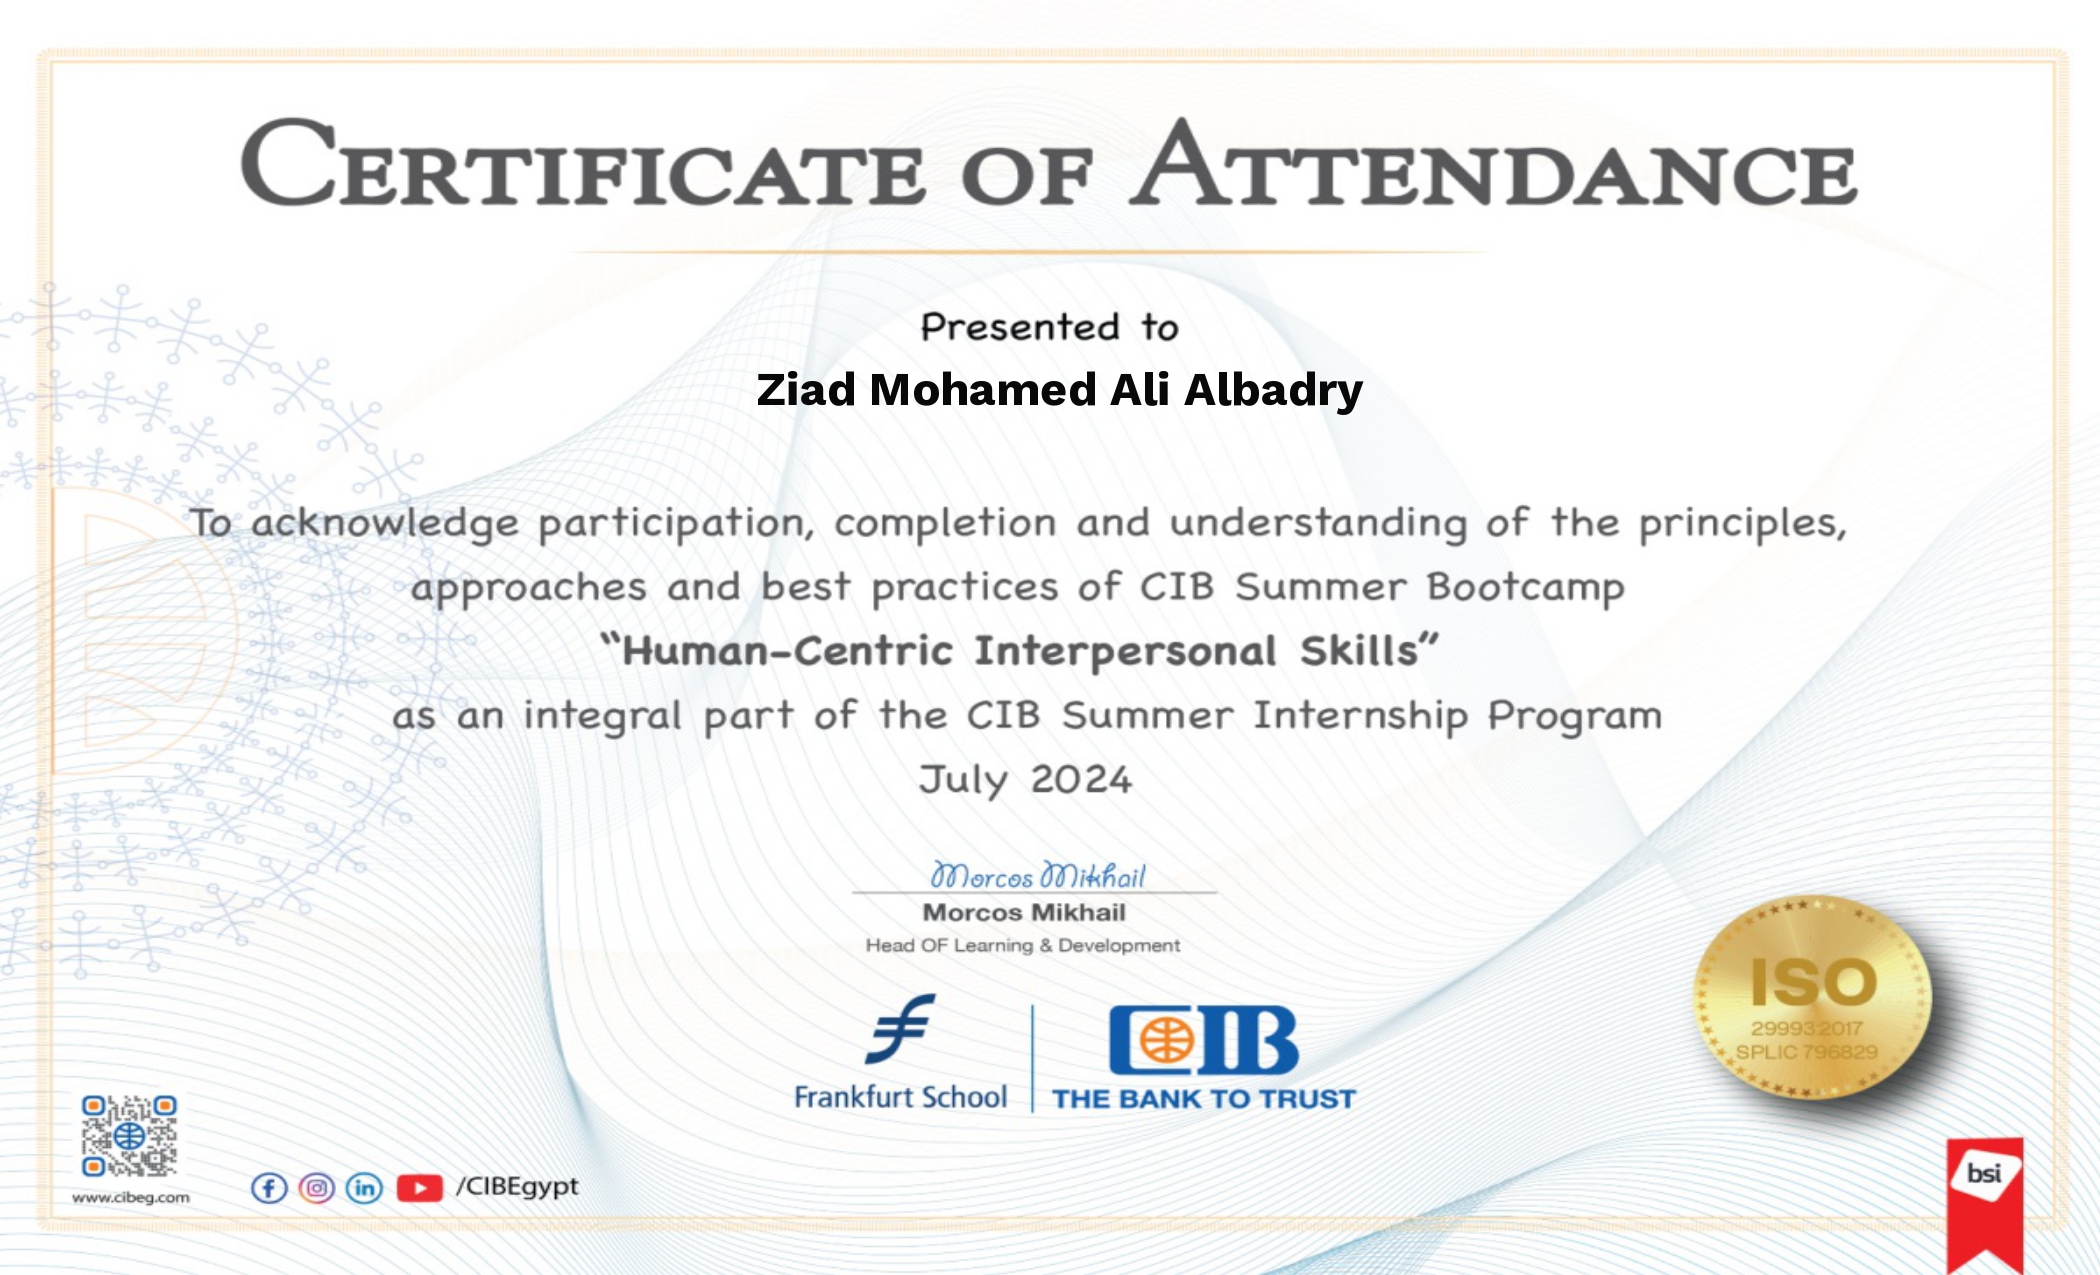 CERTIFICATE OF ATTENDANCE
Presented to
Ziad Mohamed Ali Albadry
To acknowledge participation, completion and understanding of the principles,
approaches and best practices of CIB Summer Bootcamp
“Human-Centric Interpersonal Skills”
as an integral part of the CIB Summer Internship Program
July 2024
Morcos Mikhail
Morcos Mikhail
Head OF Learning & Development
Frankfurt School
CIB
THE BANK TO TRUST
ISO
29993:2017
SPLIC 796829
www.cibeg.com
/CIBEgypt
bsi